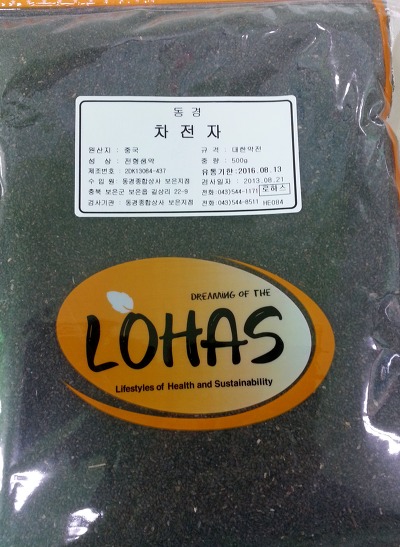 동경
차전자
원산지 : 중국 규격 : 대한약전
성상 : 전형생약 중량 : 500g
제조번호 : 2DK13064-437 유통기한 : 2016.08.13
수입원 : 동경종합상사 보은지점 검사일자 : 2013.08.21
충북 보은군 보은읍 길상리 22-9 전화 043)544-1171 로하스
검사기관 : 동경종합상사 보은지점 전화 043)544-8511 HE084
DREAMING OF THE
LOHAS
Lifestyles of Health and Sustainability